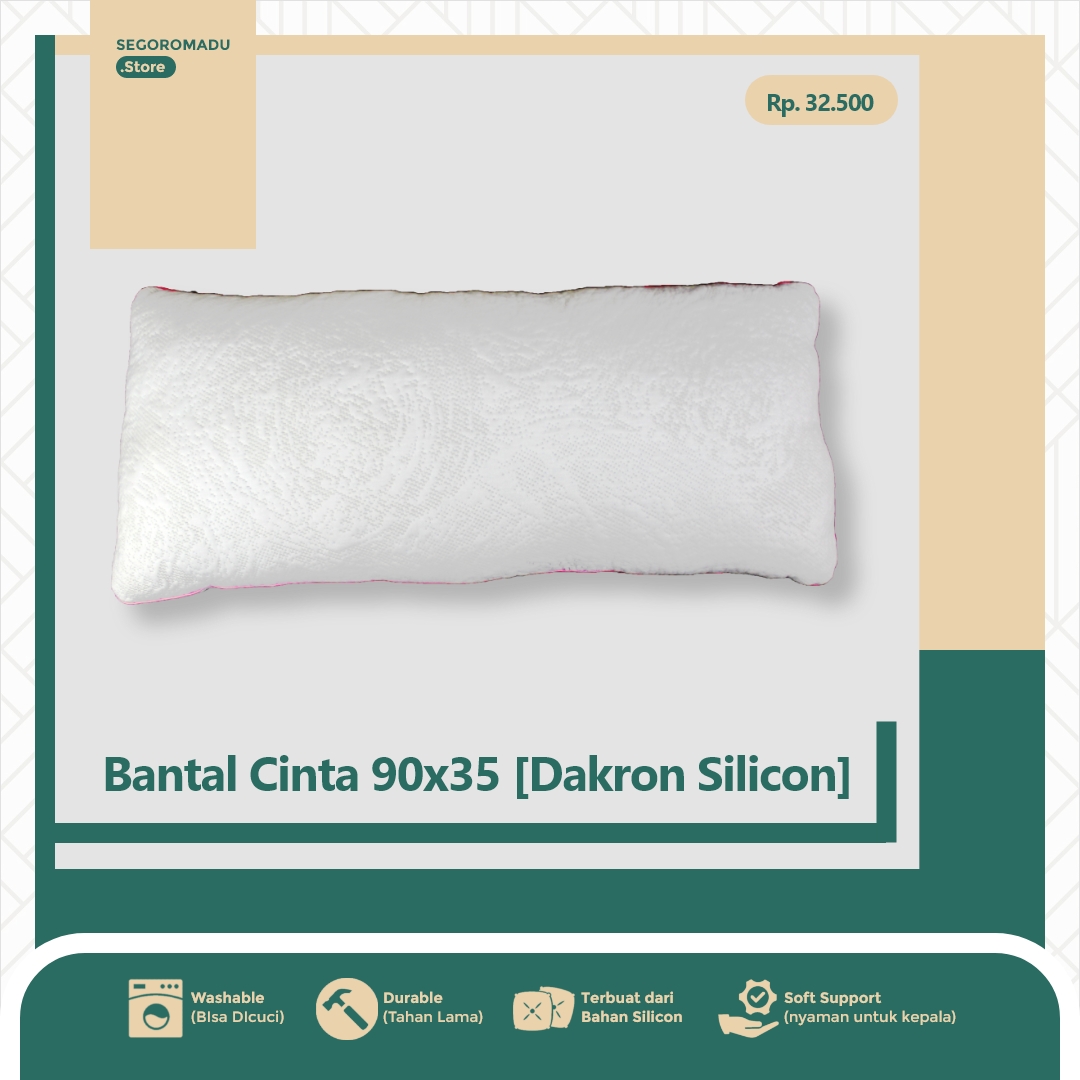 SEGOROMADU
.Store
Rp. 32.500
Bantal Cinta 90x35 [Dakron Silicon]
Washable
(BIsa DIcuci)
Durable
(Tahan Lama)
Terbuat dari
Bahan Silicon
Soft Support
(nyaman untuk kepala)